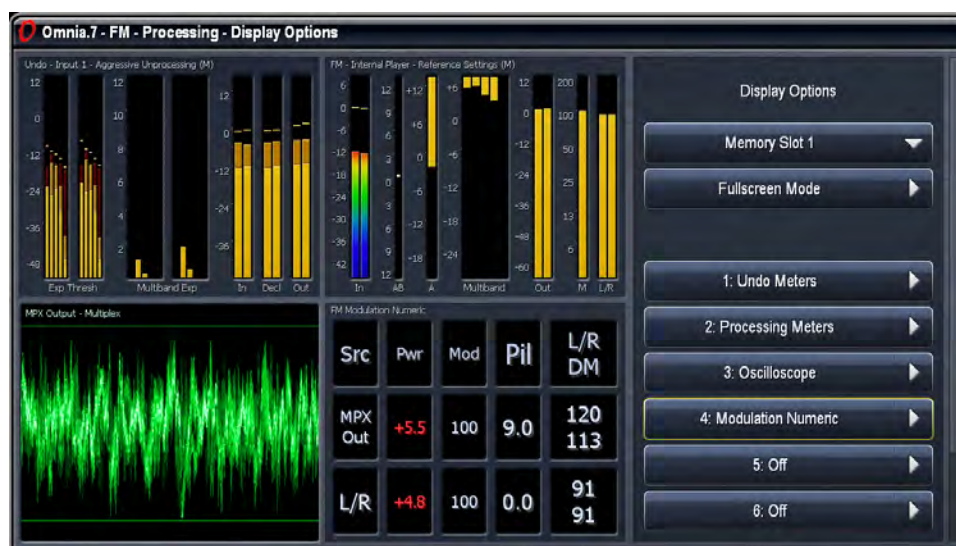 Omnia.7 - FM - Processing - Display Options
Undo - Input 1 - Aggressive Unprocessing (M)
12 12 12
0 10 0
-12 8 -12
-24 6 -24
-36 4 -36
-48 2
Exp Thresh Multiband Exp In Decl Out
FM - Internal Player - Reference Settings (M)
6 12 +12 +6 12 200
0 9 +6 0 0 100
-6 6 0 -6 -12 50
-12 3 -6 -12 -24 25
-18 0 -12 -18 -36 13
-24 3 -18 -24 -48 6
-30 6 +60
-36 9
42 12
In AB A Multiband Out M L/R
MPX Output - Multiplex
FM Modulation Numeric
Src Pwr Mod Pil L/R DM
MPX Out +5.5 100 9.0 120 113
L/R +4.8 100 0.0 91 91
Display Options
Memory Slot 1
Fullscreen Mode
1: Undo Meters
2: Processing Meters
3: Oscilloscope
4: Modulation Numeric
5: Off
6: Off